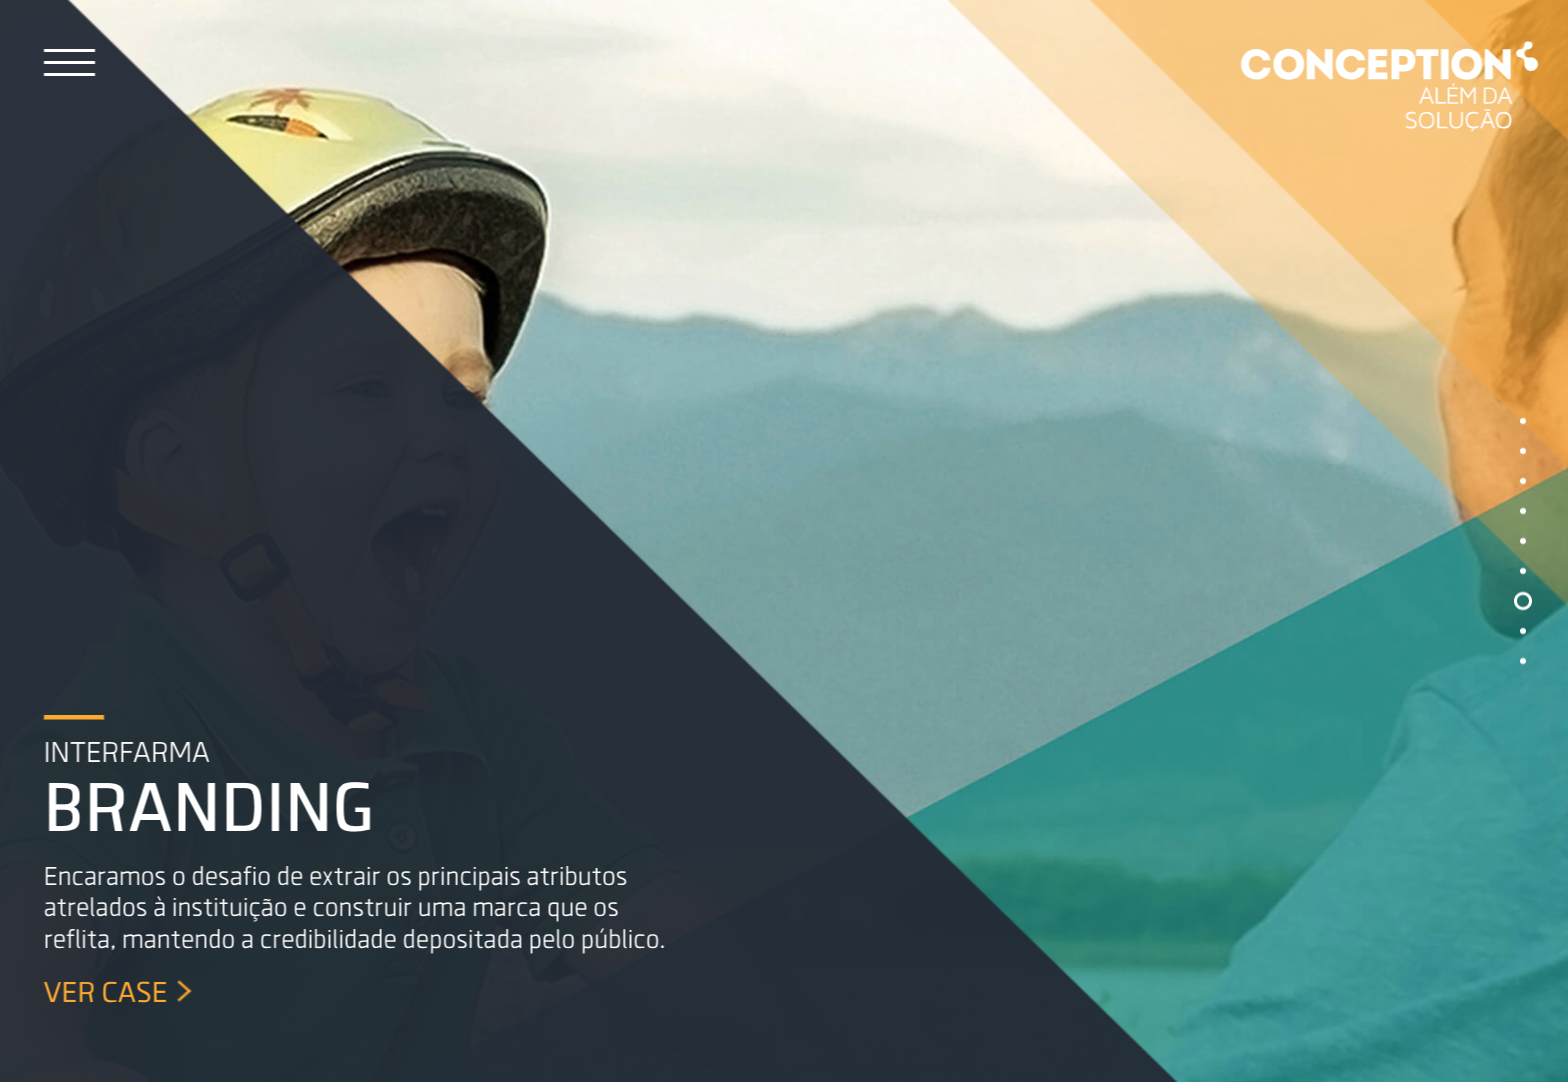 CONCEPTION
ALÉM DA
SOLUÇÃO
INTERFARMA
BRANDING
Encaramos o desafio de extrair os principais atributos
atrelados à instituição e construir uma marca que os
reflita, mantendo a credibilidade depositada pelo público.
VER CASE >